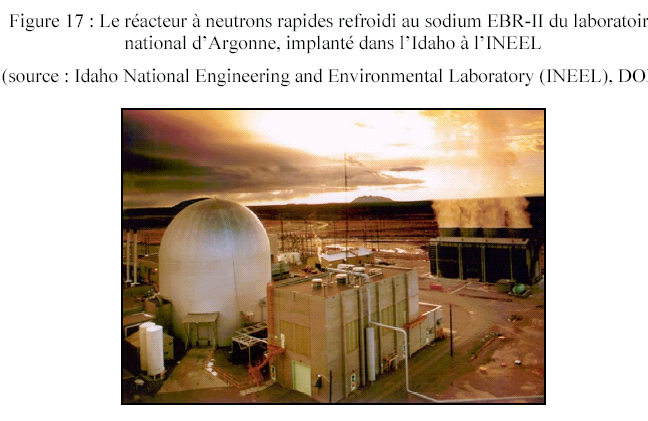 Figure 17 : Le réacteur à neutrons rapides refroidi au sodium EBR-II du laboratoir
national d’Argonne, implanté dans l’Idaho à l’INEEL
(source : Idaho National Engineering and Environmental Laboratory (INEEL), DO